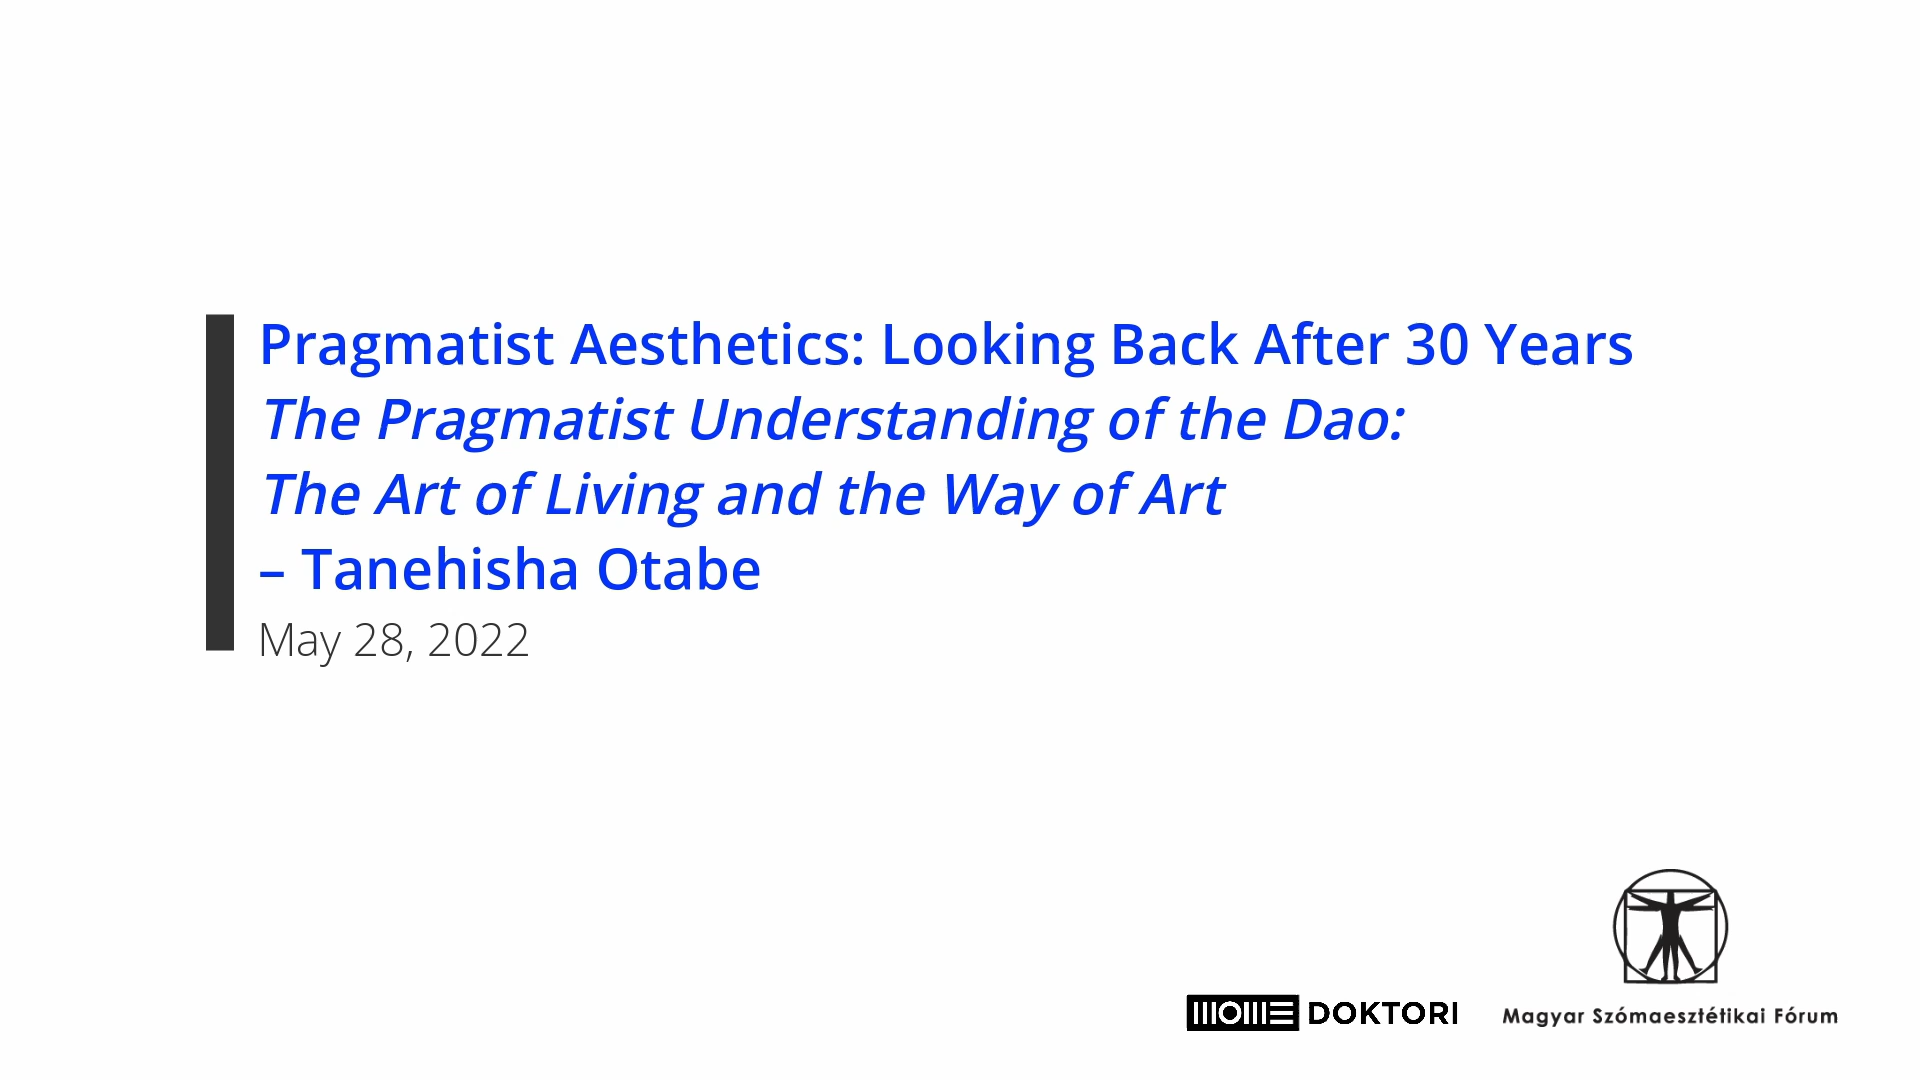 Pragmatist Aesthetics: Looking Back After 30 Years
The Pragmatist Understanding of the Dao:
The Art of Living and the Way of Art
– Tanehisha Otabe
May 28, 2022
MOME DOKTORI
Magyar Szómaesztétikai Fórum